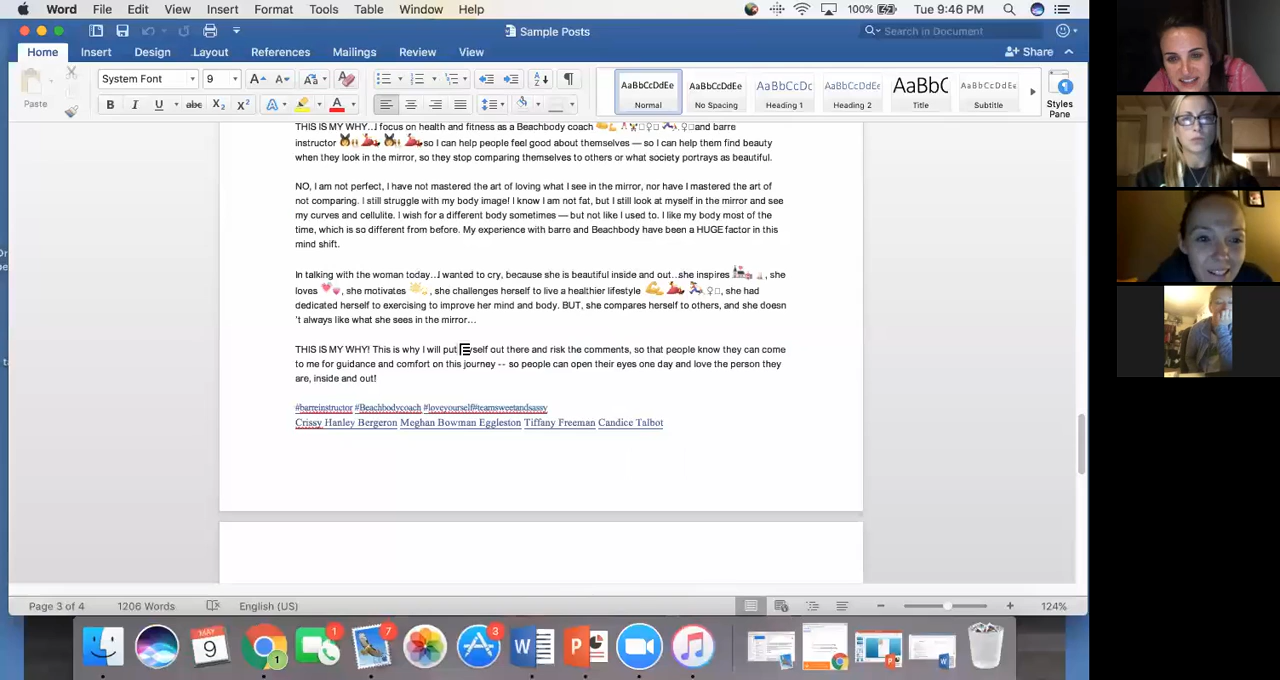 Word File Edit View Insert Format Tools Table Window Help 100% Tue 9:46 PM
Sample Posts Search in Document
Home Insert Design Layout References Mailings Review View Share
Paste System Font 9 AaBbCcDdEe AaBbCcDdEe AaBbCcDc AaBbCcDdEe AaBbC AaBbCcDdEe
B I U abc X2 X2 A A Normal No Spacing Heading 1 Heading 2 Title Subtitle Styles Pane
THIS IS MY WHY...I focus on health and fitness as a Beachbody coach and barre
instructor so I can help people feel good about themselves — so I can help them find beauty
when they look in the mirror, so they stop comparing themselves to others or what society portrays as beautiful.
NO, I am not perfect, I have not mastered the art of loving what I see in the mirror, nor have I mastered the art of
not comparing. I still struggle with my body image! I know I am not fat, but I still look at myself in the mirror and see
my curves and cellulite. I wish for a different body sometimes — but not like I used to. I like my body most of the
time, which is so different from before. My experience with barre and Beachbody have been a HUGE factor in this
mind shift.
In talking with the woman today...I wanted to cry, because she is beautiful inside and out...she inspires , she
loves , she motivates , she challenges herself to live a healthier lifestyle , she had
dedicated herself to exercising to improve her mind and body. BUT, she compares herself to others, and she doesn
't always like what she sees in the mirror...
THIS IS MY WHY! This is why I will put myself out there and risk the comments, so that people know they can come
to me for guidance and comfort on this journey -- so people can open their eyes one day and love the person they
are, inside and out!
#barreinstructor #Beachbodycoach #loveyourself#teamsweetandsassy
Crissy Hanley Bergeron Meghan Bowman Eggleston Tiffany Freeman Candice Talbot
Page 3 of 4 1206 Words English (US) 124%
MAY 9 1 1 7 3